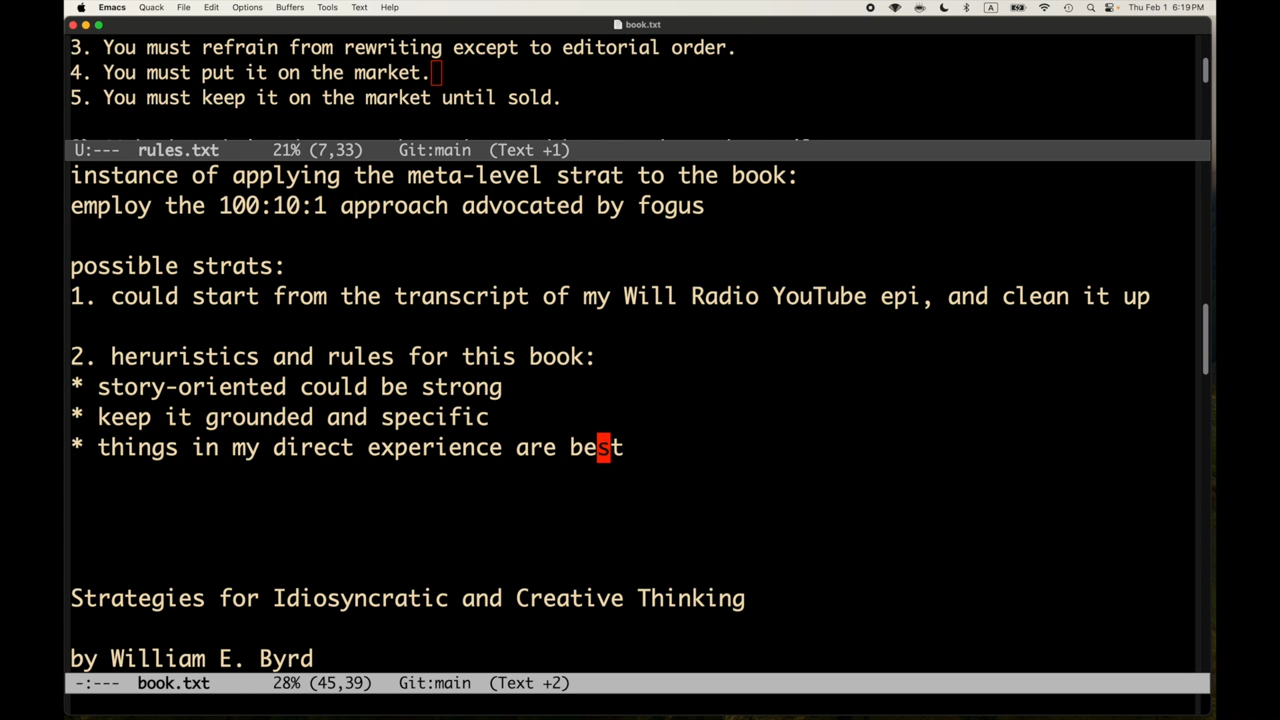 Emacs Quack File Edit Options Buffers Tools Text Help A Thu Feb 1 6:19 PM
book.txt
3. You must refrain from rewriting except to editorial order.
4. You must put it on the market.
5. You must keep it on the market until sold.
U:--- rules.txt 21% (7,33) Git:main (Text +1)
instance of applying the meta-level strat to the book:
employ the 100:10:1 approach advocated by fogus
possible strats:
1. could start from the transcript of my Will Radio YouTube epi, and clean it up
2. heruristics and rules for this book:
* story-oriented could be strong
* keep it grounded and specific
* things in my direct experience are best
Strategies for Idiosyncratic and Creative Thinking
by William E. Byrd
-:--- book.txt 28% (45,39) Git:main (Text +2)